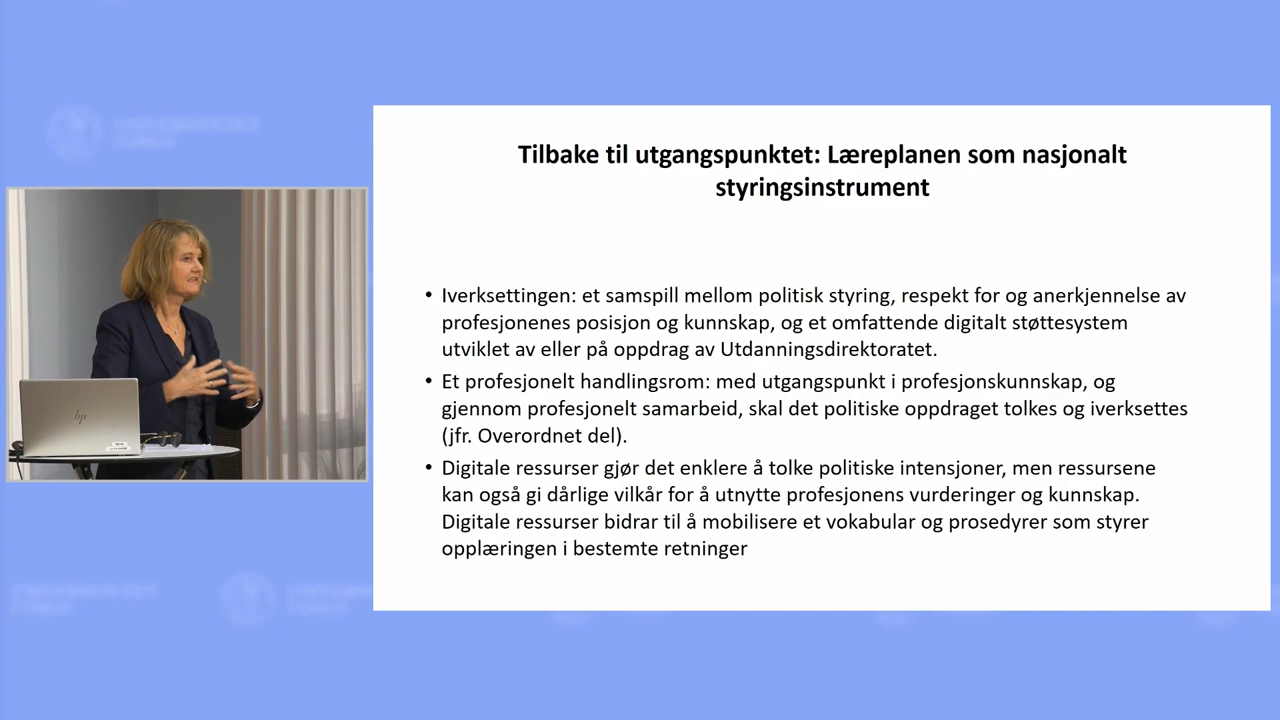 Tilbake til utgangspunktet: Læreplanen som nasjonalt
styringsinstrument
• Iverksettingen: et samspill mellom politisk styring, respekt for og anerkjennelse av
profesjonenes posisjon og kunnskap, og et omfattende digitalt støttesystem
utviklet av eller på oppdrag av Utdanningsdirektoratet.
• Et profesjonelt handlingsrom: med utgangspunkt i profesjonskunnskap, og
gjennom profesjonelt samarbeid, skal det politiske oppdraget tolkes og iverksettes
(jfr. Overordnet del).
• Digitale ressurser gjør det enklere å tolke politiske intensjoner, men ressursene
kan også gi dårlige vilkår for å utnytte profesjonens vurderinger og kunnskap.
Digitale ressurser bidrar til å mobilisere et vokabular og prosedyrer som styrer
opplæringen i bestemte retninger
hp